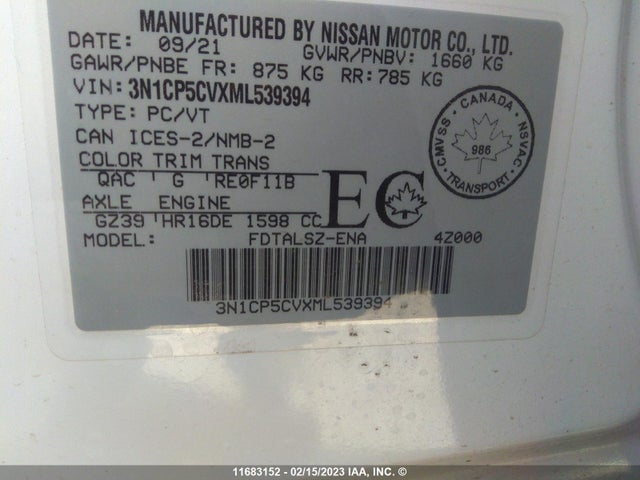 MANUFACTURED BY NISSAN MOTOR CO., LTD.
DATE: 09/21 GVWR/PNBV: 1660 KG
GAWR/PNBE FR: 875 KG RR: 785 KG
VIN: 3N1CP5CVXML539394
TYPE: PC/VT
CAN ICES-2/NMB-2
COLOR TRIM TRANS
QAC ' G ' RE0F11B
AXLE ENGINE
GZ39 ' HR16DE 1598 CC
EC
CMVSS • CANADA • NSVAC • TRANSPORT •
986
MODEL: FDTALSZ-ENA 4Z000
3N1CP5CVXML539394
11683152 - 02/15/2023 IAA, INC. ©